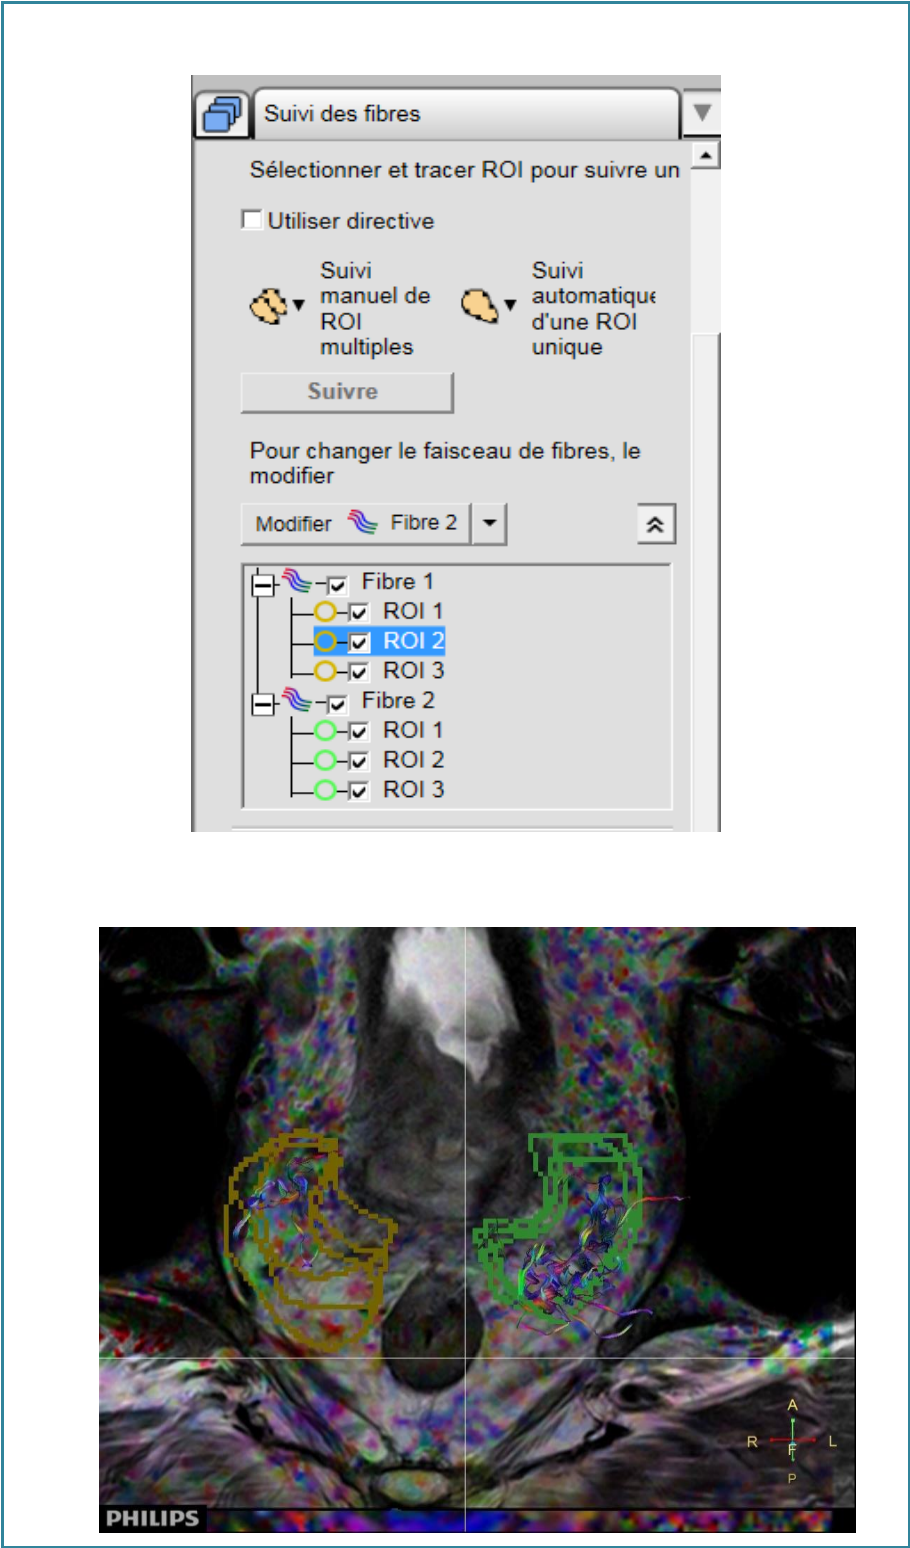 Suivi des fibres
Sélectionner et tracer ROI pour suivre un
Utiliser directive
Suivi
manuel de
ROI
multiples
Suivi
automatique
d'une ROI
unique
Suivre
Pour changer le faisceau de fibres, le
modifier
Modifier Fibre 2
Fibre 1
ROI 1
ROI 2
ROI 3
Fibre 2
ROI 1
ROI 2
ROI 3
A
R F L
P
PHILIPS